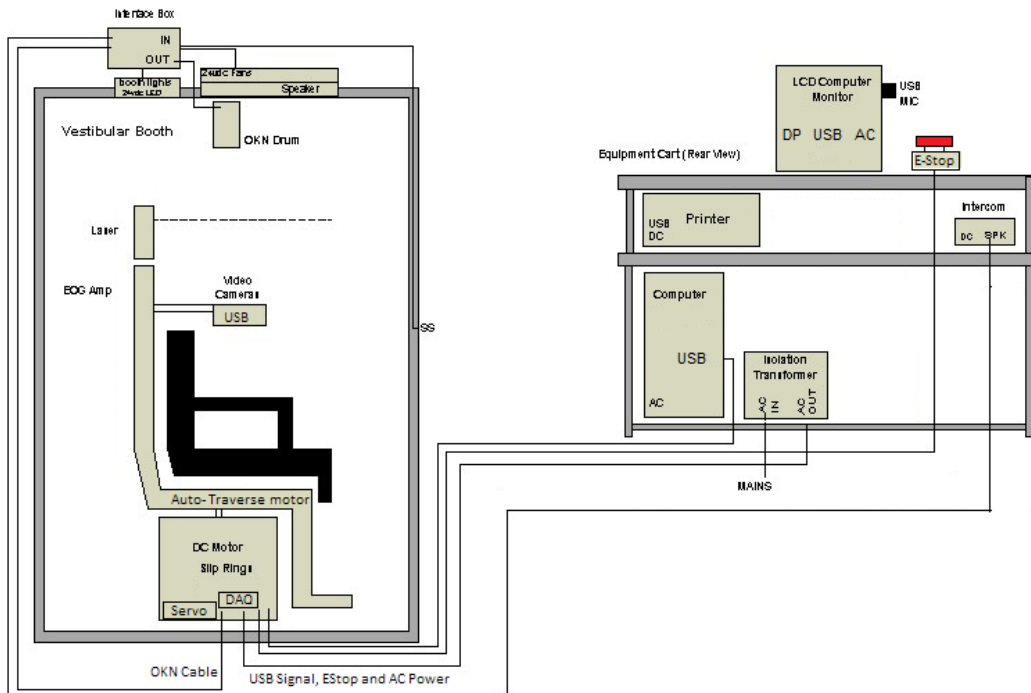 Interface Box
IN
OUT
booth lights
24vdc LED
24vdc Fans
Speaker
Vestibular Booth
OKN Drum
Laser
EOG Amp
Video
Cameras
USB
SS
Auto-Traverse motor
DC Motor
Slip Rings
DAQ
Servo
OKN Cable
USB Signal, EStop and AC Power
LCD Computer
Monitor
DP USB AC
USB
MIC
E-Stop
Equipment Cart (Rear View)
Printer
USB
DC
Intercom
DC SPK
Computer
USB
AC
Isolation
Transformer
AC
IN
AC
OUT
MAINS